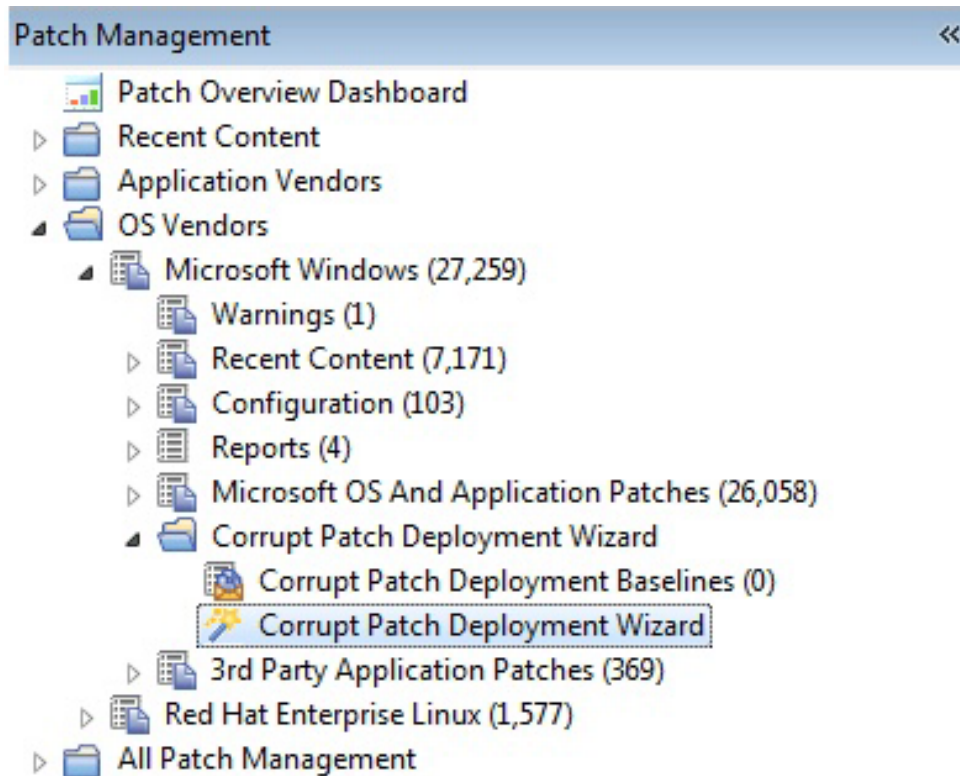 Patch Management «
Patch Overview Dashboard
Recent Content
Application Vendors
OS Vendors
Microsoft Windows (27,259)
Warnings (1)
Recent Content (7,171)
Configuration (103)
Reports (4)
Microsoft OS And Application Patches (26,058)
Corrupt Patch Deployment Wizard
Corrupt Patch Deployment Baselines (0)
Corrupt Patch Deployment Wizard
3rd Party Application Patches (369)
Red Hat Enterprise Linux (1,577)
All Patch Management